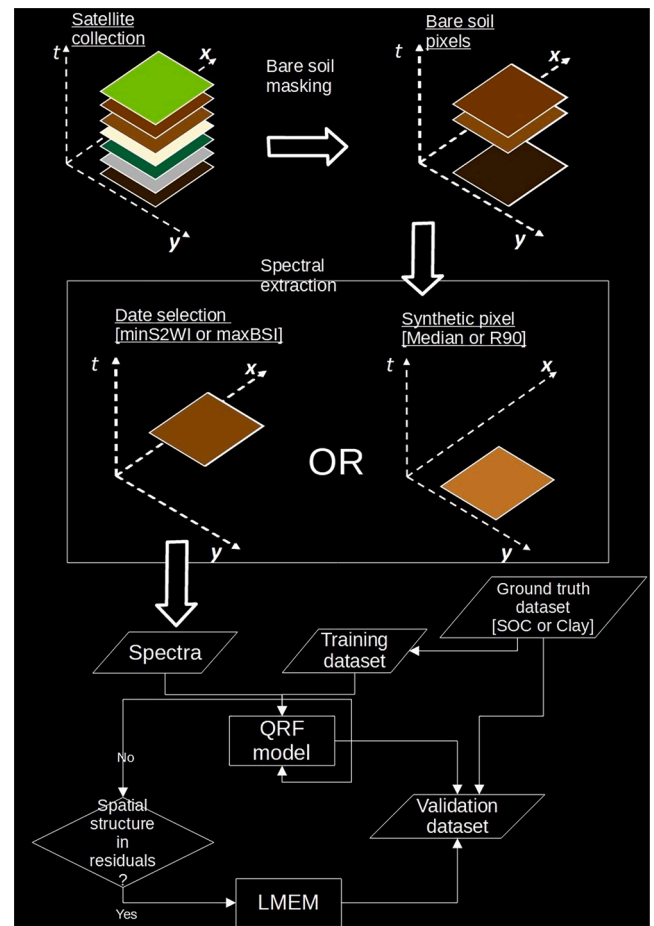 Satellite
collection
t
x
y
Bare soil
masking
Bare soil
pixels
t
x
y
Spectral
extraction
Date selection
[minS2WI or maxBSI]
t
x
y
OR
Synthetic pixel
[Median or R90]
t
x
y
Ground truth
dataset
[SOC or Clay]
Spectra
Training
dataset
QRF
model
No
Spatial
structure
in
residuals
?
Validation
dataset
Yes
LMEM